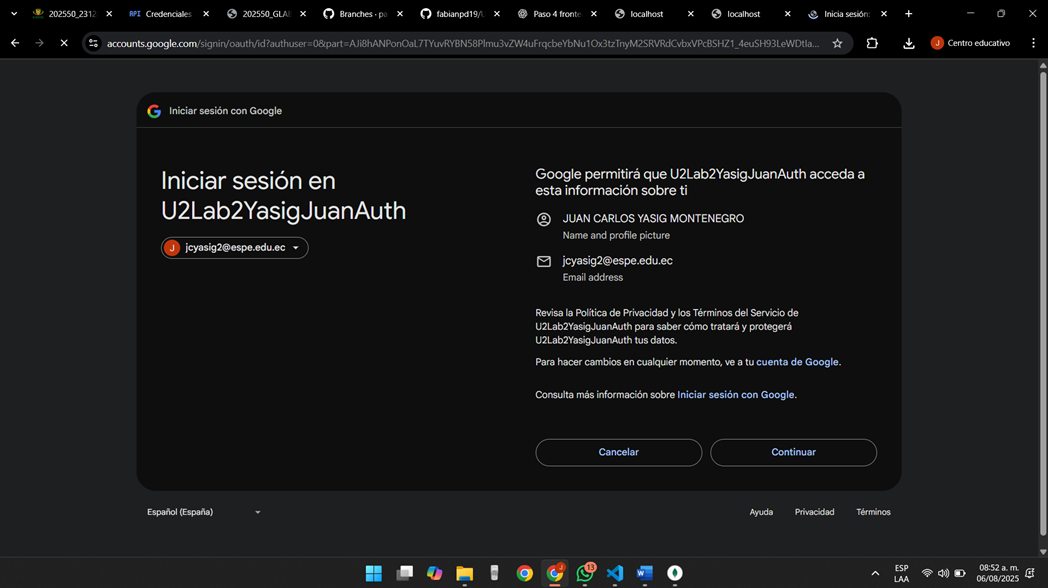 202550_2312
API Credenciales
202550_GLAI
Branches · pa
fabianpd19/U
Paso 4 fronte
localhost
localhost
Inicia sesión:
accounts.google.com/signin/oauth/id?authuser=0&part=AJi8hANPonOaL7TYuvRYBN58Plmu3vZW4uFrqcbeYbNu1Ox3tzTnyM2SRVRdCvbxVPcBSHZ1_4euSH93LeWDtIa...
J Centro educativo
Iniciar sesión con Google
Iniciar sesión en
U2Lab2YasigJuanAuth
J jcyasig2@espe.edu.ec
Google permitirá que U2Lab2YasigJuanAuth acceda a
esta información sobre ti
JUAN CARLOS YASIG MONTENEGRO
Name and profile picture
jcyasig2@espe.edu.ec
Email address
Revisa la Política de Privacidad y los Términos del Servicio de
U2Lab2YasigJuanAuth para saber cómo tratará y protegerá
U2Lab2YasigJuanAuth tus datos.
Para hacer cambios en cualquier momento, ve a tu cuenta de Google.
Consulta más información sobre Iniciar sesión con Google.
Cancelar
Continuar
Español (España)
Ayuda
Privacidad
Términos
13
ESP
LAA
08:52 a. m.
06/08/2025